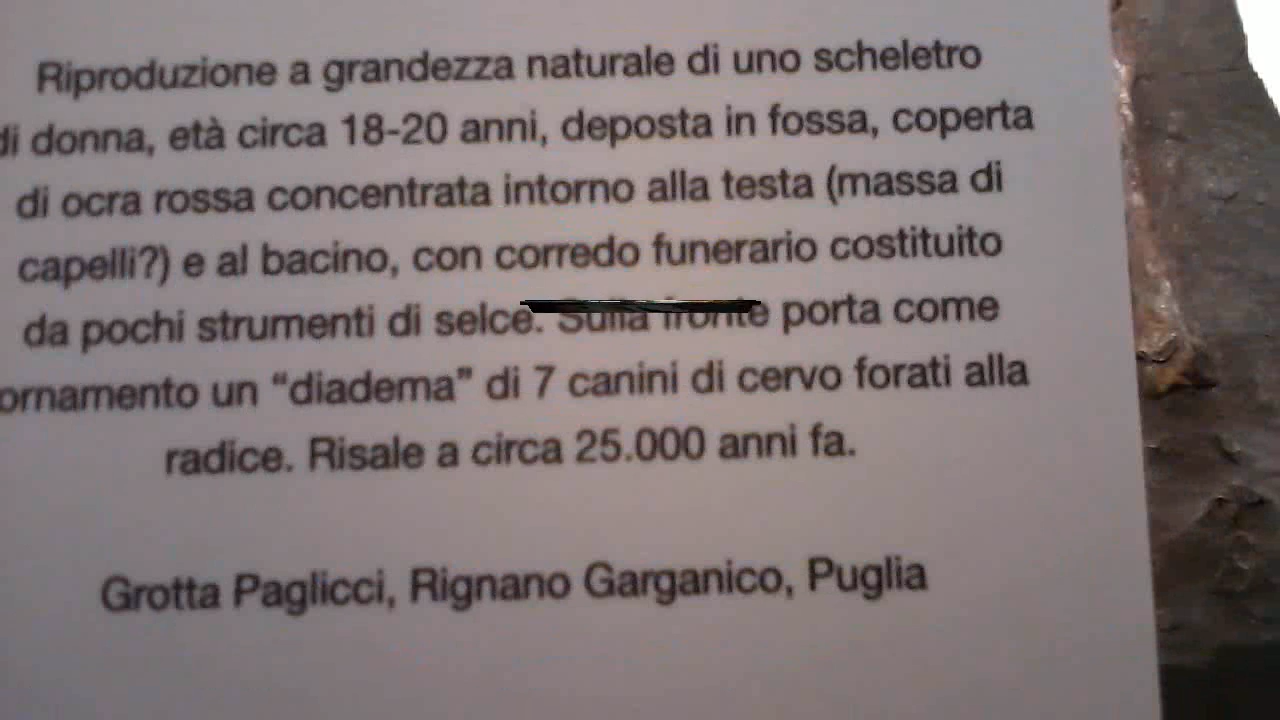 Riproduzione a grandezza naturale di uno scheletro
di donna, età circa 18-20 anni, deposta in fossa, coperta
di ocra rossa concentrata intorno alla testa (massa di
capelli?) e al bacino, con corredo funerario costituito
da pochi strumenti di selce. Sulla fronte porta come
ornamento un “diadema” di 7 canini di cervo forati alla
radice. Risale a circa 25.000 anni fa.
Grotta Paglicci, Rignano Garganico, Puglia